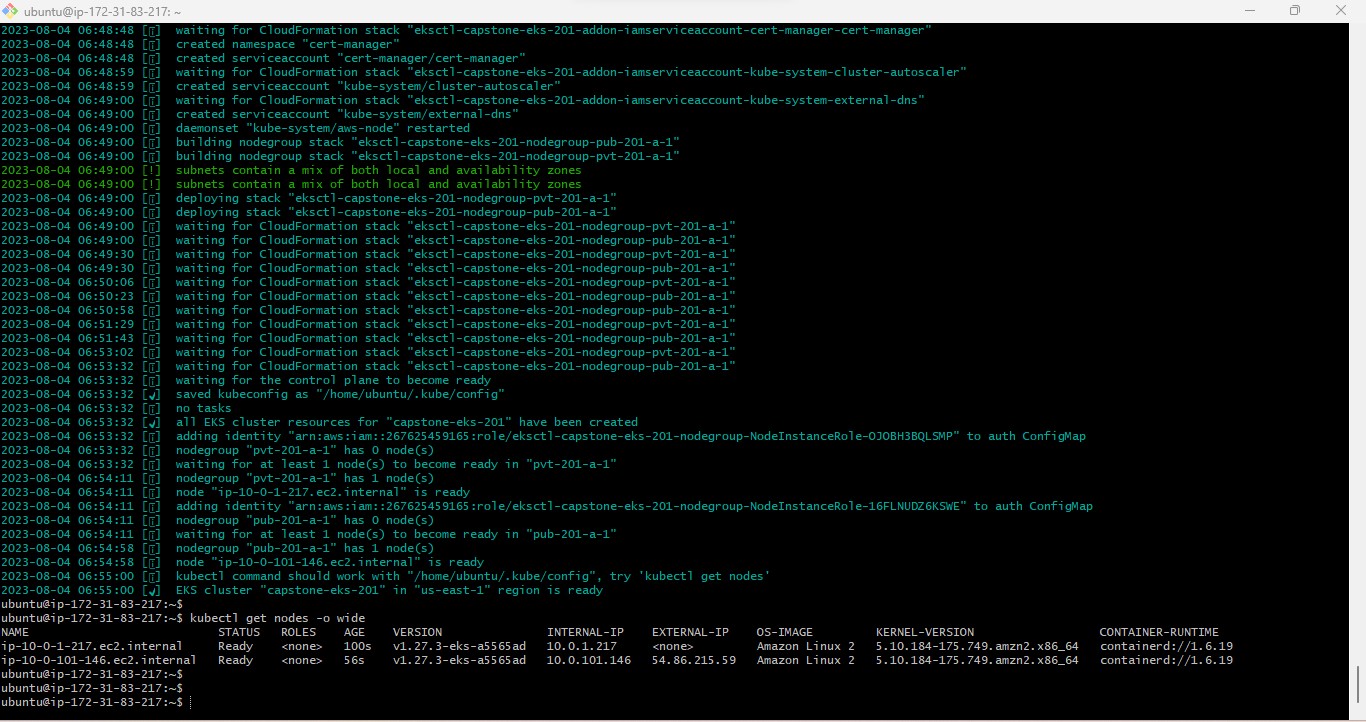 ubuntu@ip-172-31-83-217: ~
2023-08-04 06:48:48 [ℹ]  waiting for CloudFormation stack "eksctl-capstone-eks-201-addon-iamserviceaccount-cert-manager-cert-manager"
2023-08-04 06:48:48 [ℹ]  created namespace "cert-manager"
2023-08-04 06:48:48 [ℹ]  created serviceaccount "cert-manager/cert-manager"
2023-08-04 06:48:59 [ℹ]  waiting for CloudFormation stack "eksctl-capstone-eks-201-addon-iamserviceaccount-kube-system-cluster-autoscaler"
2023-08-04 06:48:59 [ℹ]  created serviceaccount "kube-system/cluster-autoscaler"
2023-08-04 06:49:00 [ℹ]  waiting for CloudFormation stack "eksctl-capstone-eks-201-addon-iamserviceaccount-kube-system-external-dns"
2023-08-04 06:49:00 [ℹ]  created serviceaccount "kube-system/external-dns"
2023-08-04 06:49:00 [ℹ]  daemonset "kube-system/aws-node" restarted
2023-08-04 06:49:00 [ℹ]  building nodegroup stack "eksctl-capstone-eks-201-nodegroup-pub-201-a-1"
2023-08-04 06:49:00 [ℹ]  building nodegroup stack "eksctl-capstone-eks-201-nodegroup-pvt-201-a-1"
2023-08-04 06:49:00 [!]  subnets contain a mix of both local and availability zones
2023-08-04 06:49:00 [!]  subnets contain a mix of both local and availability zones
2023-08-04 06:49:00 [ℹ]  deploying stack "eksctl-capstone-eks-201-nodegroup-pvt-201-a-1"
2023-08-04 06:49:00 [ℹ]  deploying stack "eksctl-capstone-eks-201-nodegroup-pub-201-a-1"
2023-08-04 06:49:00 [ℹ]  waiting for CloudFormation stack "eksctl-capstone-eks-201-nodegroup-pvt-201-a-1"
2023-08-04 06:49:00 [ℹ]  waiting for CloudFormation stack "eksctl-capstone-eks-201-nodegroup-pub-201-a-1"
2023-08-04 06:49:30 [ℹ]  waiting for CloudFormation stack "eksctl-capstone-eks-201-nodegroup-pvt-201-a-1"
2023-08-04 06:49:30 [ℹ]  waiting for CloudFormation stack "eksctl-capstone-eks-201-nodegroup-pub-201-a-1"
2023-08-04 06:50:06 [ℹ]  waiting for CloudFormation stack "eksctl-capstone-eks-201-nodegroup-pvt-201-a-1"
2023-08-04 06:50:23 [ℹ]  waiting for CloudFormation stack "eksctl-capstone-eks-201-nodegroup-pub-201-a-1"
2023-08-04 06:50:58 [ℹ]  waiting for CloudFormation stack "eksctl-capstone-eks-201-nodegroup-pub-201-a-1"
2023-08-04 06:51:29 [ℹ]  waiting for CloudFormation stack "eksctl-capstone-eks-201-nodegroup-pvt-201-a-1"
2023-08-04 06:51:43 [ℹ]  waiting for CloudFormation stack "eksctl-capstone-eks-201-nodegroup-pub-201-a-1"
2023-08-04 06:53:02 [ℹ]  waiting for CloudFormation stack "eksctl-capstone-eks-201-nodegroup-pvt-201-a-1"
2023-08-04 06:53:32 [ℹ]  waiting for CloudFormation stack "eksctl-capstone-eks-201-nodegroup-pub-201-a-1"
2023-08-04 06:53:32 [ℹ]  waiting for the control plane to become ready
2023-08-04 06:53:32 [✔]  saved kubeconfig as "/home/ubuntu/.kube/config"
2023-08-04 06:53:32 [ℹ]  no tasks
2023-08-04 06:53:32 [✔]  all EKS cluster resources for "capstone-eks-201" have been created
2023-08-04 06:53:32 [ℹ]  adding identity "arn:aws:iam::267625459165:role/eksctl-capstone-eks-201-nodegroup-NodeInstanceRole-OJOBH3BQLSMP" to auth ConfigMap
2023-08-04 06:53:32 [ℹ]  nodegroup "pvt-201-a-1" has 0 node(s)
2023-08-04 06:53:32 [ℹ]  waiting for at least 1 node(s) to become ready in "pvt-201-a-1"
2023-08-04 06:54:11 [ℹ]  nodegroup "pvt-201-a-1" has 1 node(s)
2023-08-04 06:54:11 [ℹ]  node "ip-10-0-1-217.ec2.internal" is ready
2023-08-04 06:54:11 [ℹ]  adding identity "arn:aws:iam::267625459165:role/eksctl-capstone-eks-201-nodegroup-NodeInstanceRole-16FLNUDZ6KSWE" to auth ConfigMap
2023-08-04 06:54:11 [ℹ]  nodegroup "pub-201-a-1" has 0 node(s)
2023-08-04 06:54:11 [ℹ]  waiting for at least 1 node(s) to become ready in "pub-201-a-1"
2023-08-04 06:54:58 [ℹ]  nodegroup "pub-201-a-1" has 1 node(s)
2023-08-04 06:54:58 [ℹ]  node "ip-10-0-101-146.ec2.internal" is ready
2023-08-04 06:55:00 [ℹ]  kubectl command should work with "/home/ubuntu/.kube/config", try 'kubectl get nodes'
2023-08-04 06:55:00 [✔]  EKS cluster "capstone-eks-201" in "us-east-1" region is ready
ubuntu@ip-172-31-83-217:~$
ubuntu@ip-172-31-83-217:~$ kubectl get nodes -o wide
NAME STATUS ROLES AGE VERSION INTERNAL-IP EXTERNAL-IP OS-IMAGE KERNEL-VERSION CONTAINER-RUNTIME
ip-10-0-1-217.ec2.internal Ready <none> 100s v1.27.3-eks-a5565ad 10.0.1.217 <none> Amazon Linux 2 5.10.184-175.749.amzn2.x86_64 containerd://1.6.19
ip-10-0-101-146.ec2.internal Ready <none> 56s v1.27.3-eks-a5565ad 10.0.101.146 54.86.215.59 Amazon Linux 2 5.10.184-175.749.amzn2.x86_64 containerd://1.6.19
ubuntu@ip-172-31-83-217:~$
ubuntu@ip-172-31-83-217:~$
ubuntu@ip-172-31-83-217:~$